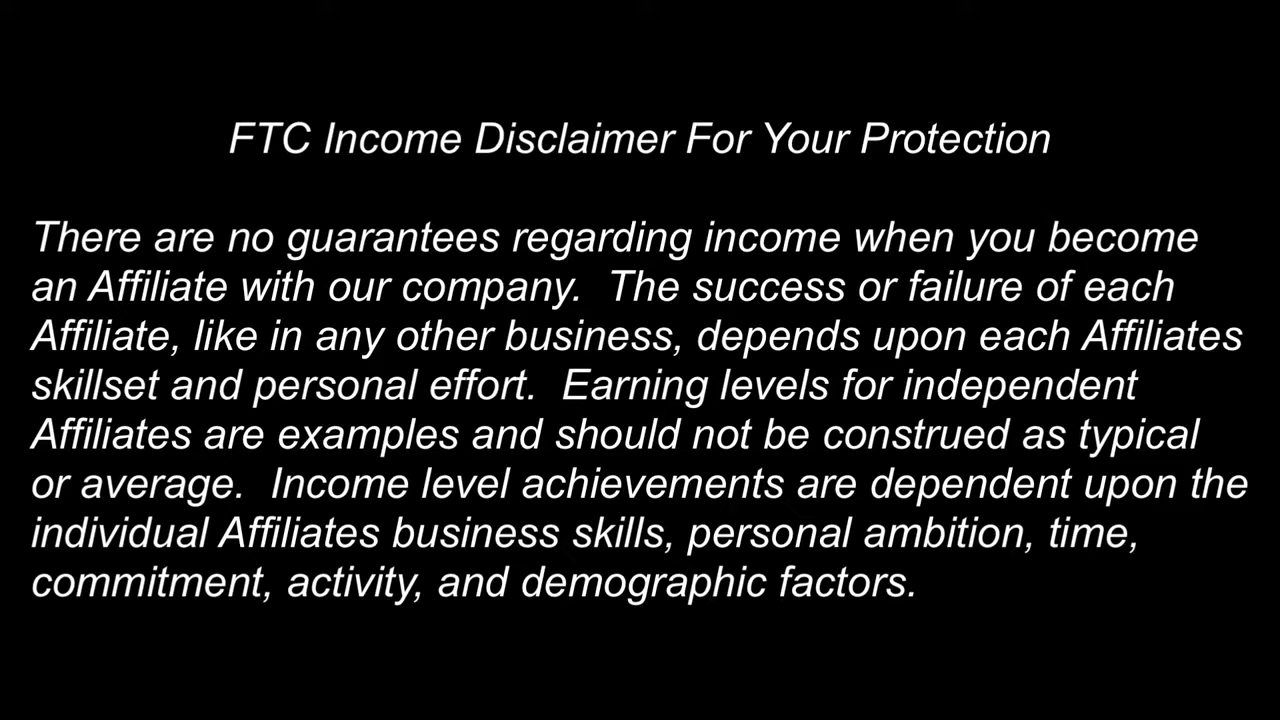 FTC Income Disclaimer For Your Protection
There are no guarantees regarding income when you become
an Affiliate with our company.  The success or failure of each
Affiliate, like in any other business, depends upon each Affiliates
skillset and personal effort.  Earning levels for independent
Affiliates are examples and should not be construed as typical
or average.  Income level achievements are dependent upon the
individual Affiliates business skills, personal ambition, time,
commitment, activity, and demographic factors.